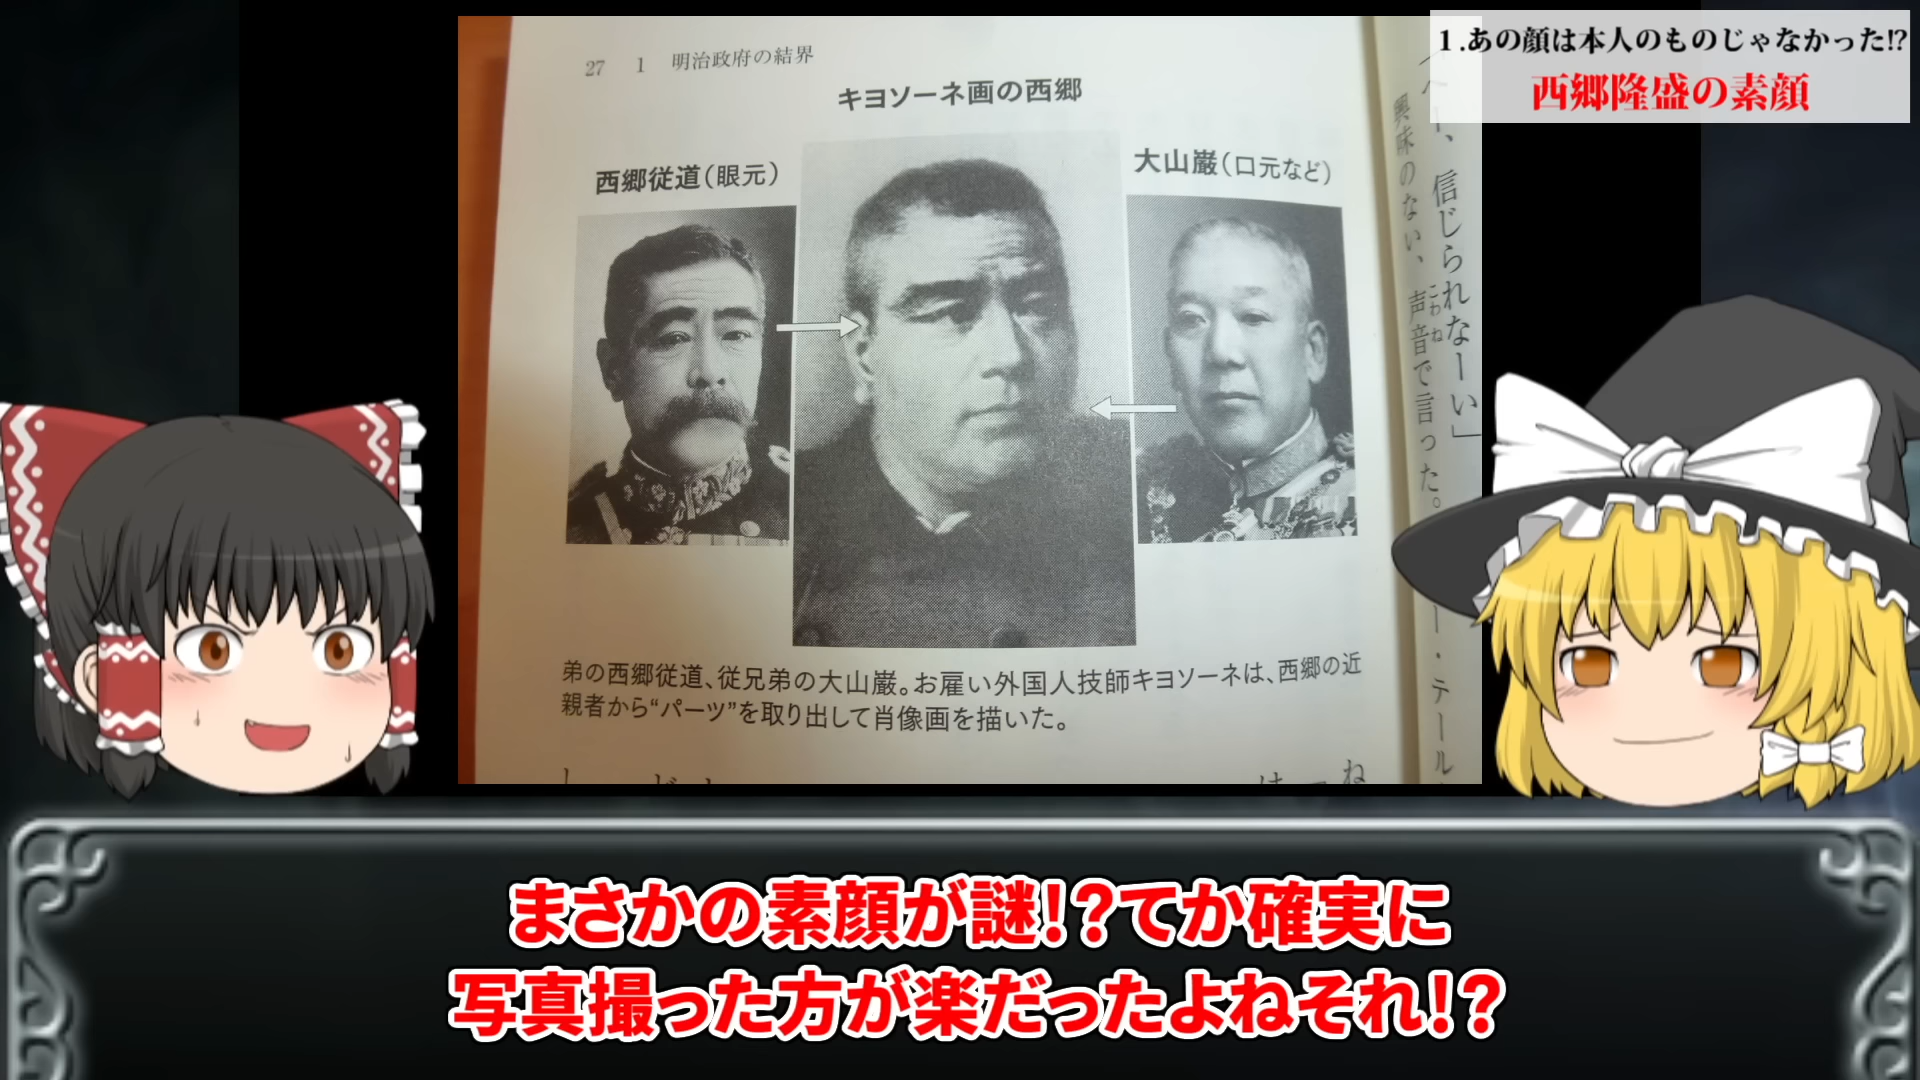 1.あの顔は本人のものじゃなかった!?
西郷隆盛の素顔
27 1 明治政府の結界
キヨソーネ画の西郷
西郷従道(眼元)
大山巌(口元など)
弟の西郷従道、従兄弟の大山巌。お雇い外国人技師キヨソーネは、西郷の近
親者から“パーツ”を取り出して肖像画を描いた。
信じられなーい」
興味のない、声音で言った。
こわね
まさかの素顔が謎!?てか確実に
写真撮った方が楽だったよねそれ!?